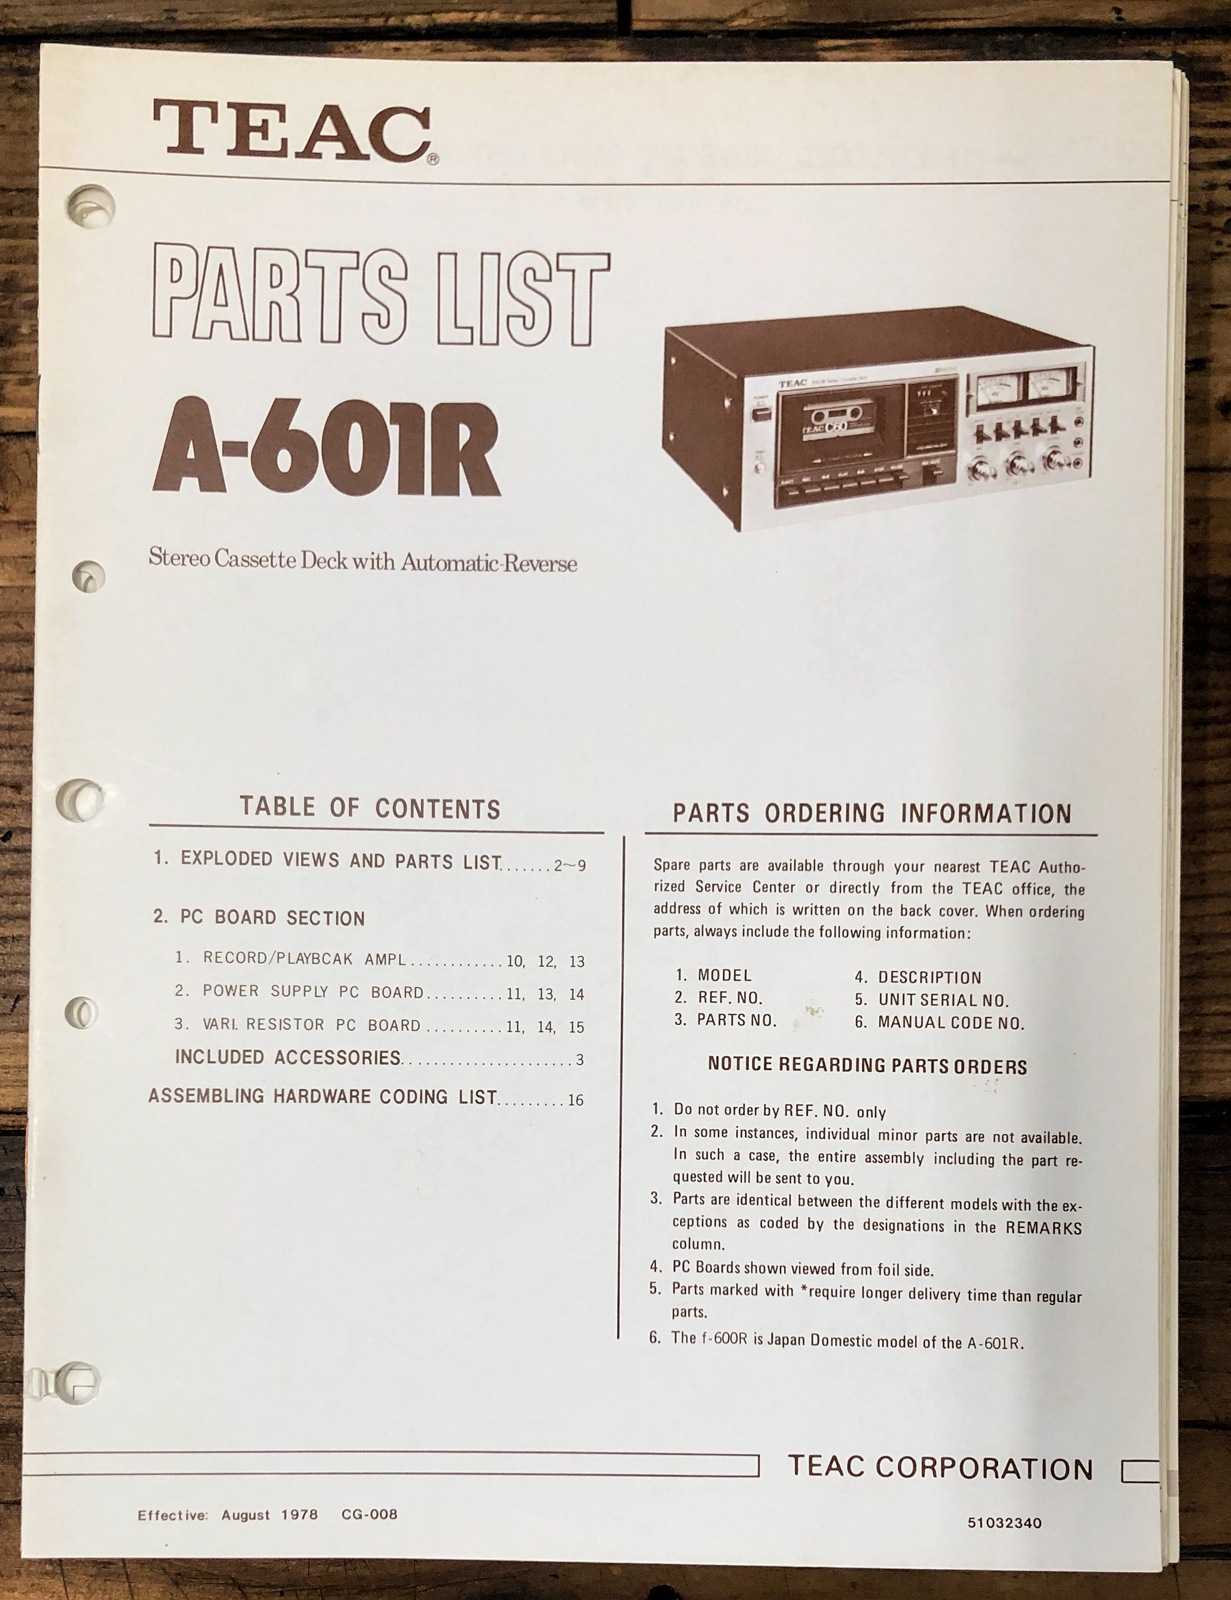 TEAC®
PARTS LIST
A-601R
Stereo Cassette Deck with Automatic-Reverse
TEAC
TEAC C60
TABLE OF CONTENTS
1. EXPLODED VIEWS AND PARTS LIST.......2~9
2. PC BOARD SECTION
1. RECORD/PLAYBCAK AMPL............10, 12, 13
2. POWER SUPPLY PC BOARD..........11, 13, 14
3. VARI. RESISTOR PC BOARD..........11, 14, 15
INCLUDED ACCESSORIES......................3
ASSEMBLING HARDWARE CODING LIST.........16
PARTS ORDERING INFORMATION
Spare parts are available through your nearest TEAC Autho-
rized Service Center or directly from the TEAC office, the
address of which is written on the back cover. When ordering
parts, always include the following information:
1. MODEL
2. REF. NO.
3. PARTS NO.
4. DESCRIPTION
5. UNIT SERIAL NO.
6. MANUAL CODE NO.
NOTICE REGARDING PARTS ORDERS
1. Do not order by REF. NO. only
2. In some instances, individual minor parts are not available.
In such a case, the entire assembly including the part re-
quested will be sent to you.
3. Parts are identical between the different models with the ex-
ceptions as coded by the designations in the REMARKS
column.
4. PC Boards shown viewed from foil side.
5. Parts marked with *require longer delivery time than regular
parts.
6. The f-600R is Japan Domestic model of the A-601R.
TEAC CORPORATION
Effective: August 1978 CG-008
51032340